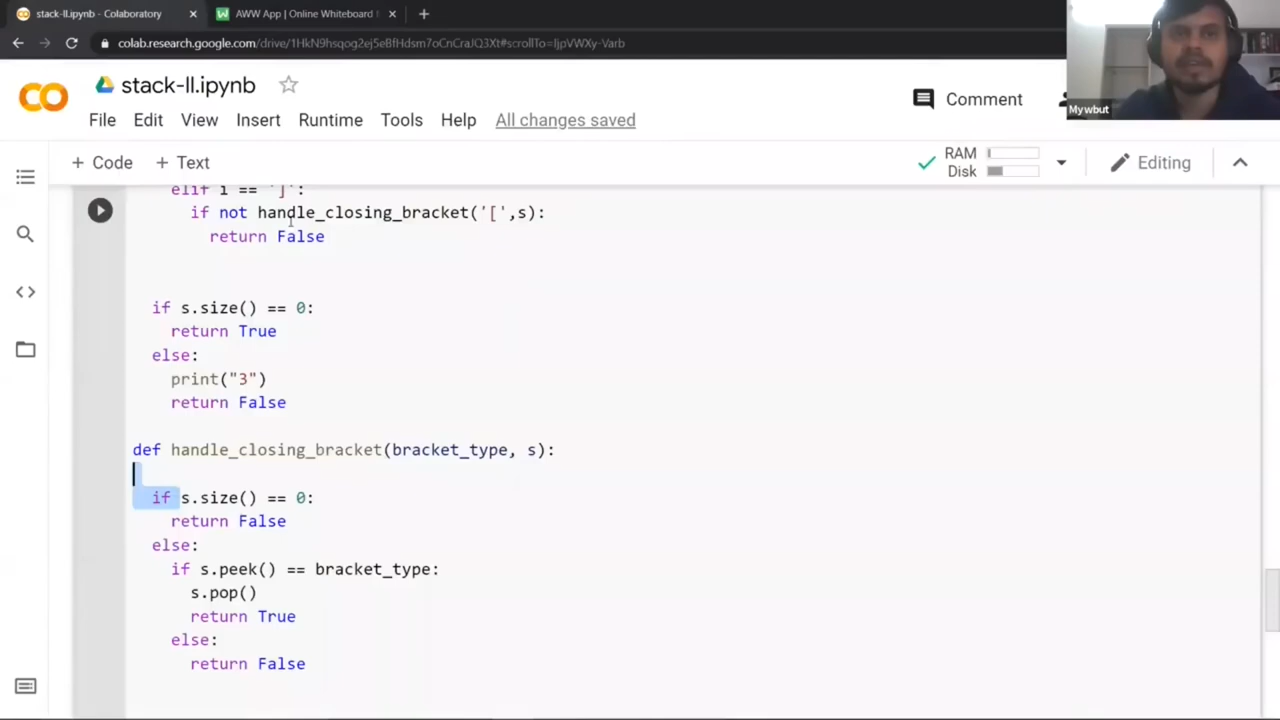 stack-ll.ipynb - Colaboratory
AWW App | Online Whiteboard
colab.research.google.com/drive/1HkN9hsqog2ej5eBfHdsm7oCnCraJQ3Xt#scrollTo=IjpVWXy-Varb
stack-ll.ipynb
Comment
Mywbut
File Edit View Insert Runtime Tools Help All changes saved
+ Code + Text
RAM
Disk
Editing
elif i == ']':
if not handle_closing_bracket('[',s):
return False
if s.size() == 0:
return True
else:
print("3")
return False
def handle_closing_bracket(bracket_type, s):
if s.size() == 0:
return False
else:
if s.peek() == bracket_type:
s.pop()
return True
else:
return False